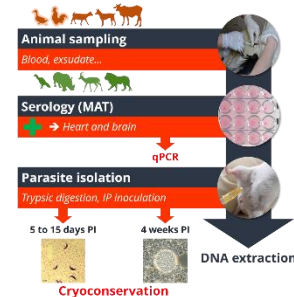 Animal sampling
Blood, exsudate...
Serology (MAT)
+ → Heart and brain
qPCR
Parasite isolation
Trypsic digestion, IP inoculation
5 to 15 days PI
4 weeks PI
DNA extraction
Cryoconservation